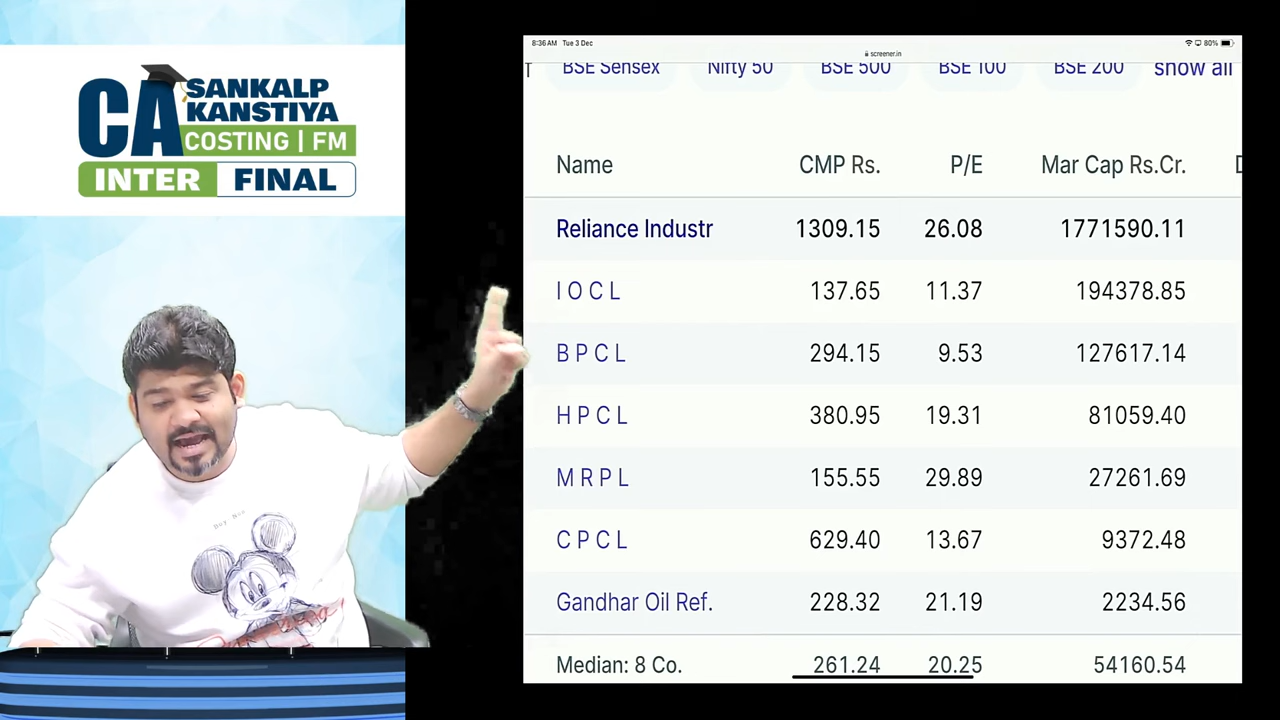 CA SANKALP
KANSTIYA
COSTING | FM
INTER FINAL
8:36 AM Tue 3 Dec
screener.in
80%
BSE Sensex Nifty 50 BSE 500 BSE 100 BSE 200 show all
Name CMP Rs. P/E Mar Cap Rs.Cr.
Reliance Industr 1309.15 26.08 1771590.11
I O C L 137.65 11.37 194378.85
B P C L 294.15 9.53 127617.14
H P C L 380.95 19.31 81059.40
M R P L 155.55 29.89 27261.69
C P C L 629.40 13.67 9372.48
Gandhar Oil Ref. 228.32 21.19 2234.56
Median: 8 Co. 261.24 20.25 54160.54